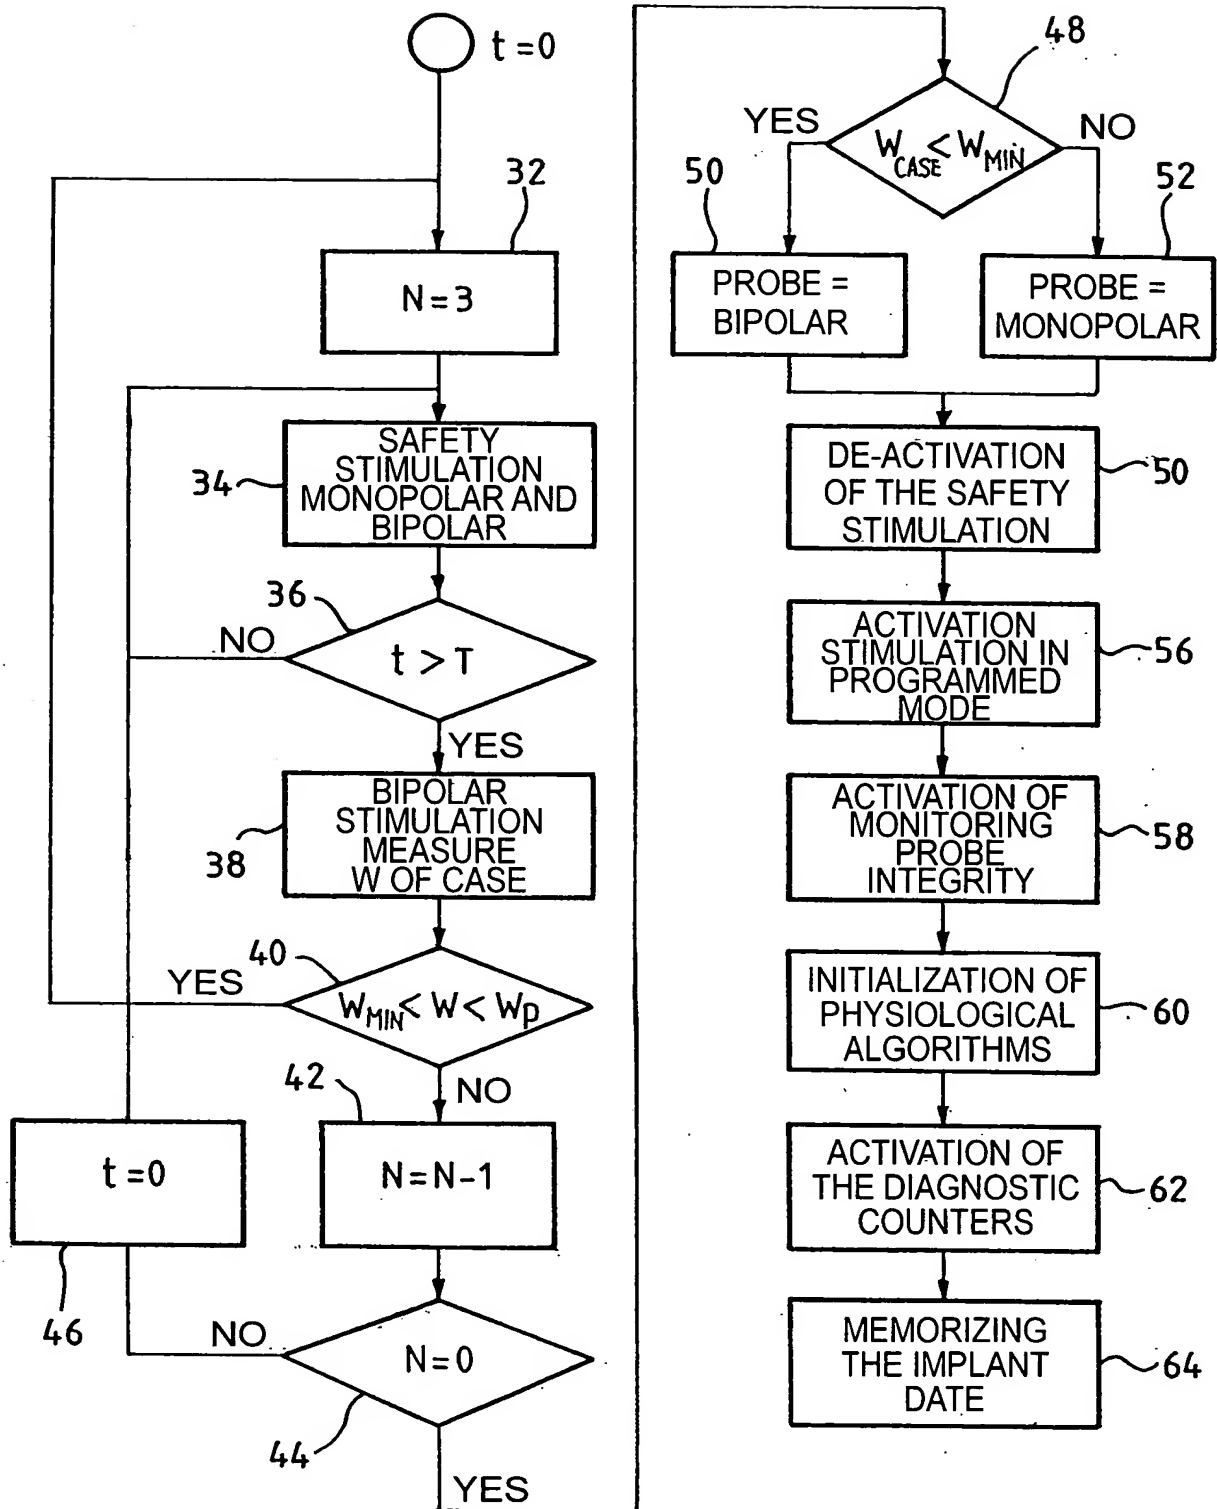 t=0
32
N=3
SAFETY
STIMULATION
MONOPOLAR AND
BIPOLAR
34
36
NO
t > T
YES
BIPOLAR
STIMULATION
MEASURE
W OF CASE
38
40
YES
WMIN < W < Wp
NO
42
N=N-1
t=0
46
NO
N=0
44
YES
48
YES
WCASE < WMIN
NO
50
52
PROBE =
BIPOLAR
PROBE =
MONOPOLAR
DE-ACTIVATION
OF THE SAFETY
STIMULATION
50
ACTIVATION
STIMULATION IN
PROGRAMMED
MODE
56
ACTIVATION OF
MONITORING
PROBE
INTEGRITY
58
INITIALIZATION OF
PHYSIOLOGICAL
ALGORITHMS
60
ACTIVATION OF
THE DIAGNOSTIC
COUNTERS
62
MEMORIZING
THE IMPLANT
DATE
64